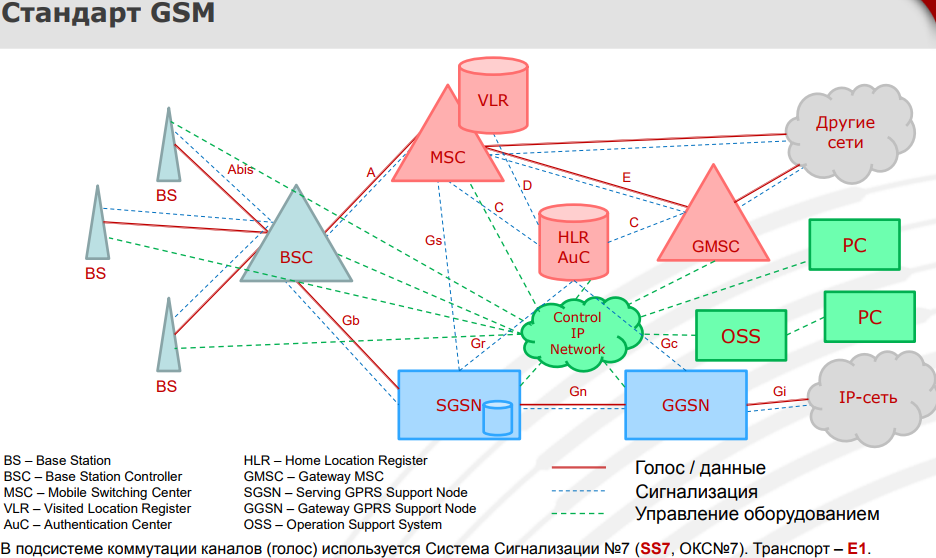 Стандарт GSM
VLR
MSC
Другие
сети
Abis
BS
A
D
E
C
C
BS
BSC
Gs
HLR
AuC
GMSC
PC
Gb
Control
IP
Network
OSS
PC
Gr
Gc
BS
SGSN
Gn
GGSN
Gi
IP-сеть
BS – Base Station
BSC – Base Station Controller
MSC – Mobile Switching Center
VLR – Visited Location Register
AuC – Authentication Center
HLR – Home Location Register
GMSC – Gateway MSC
SGSN – Serving GPRS Support Node
GGSN – Gateway GPRS Support Node
OSS – Operation Support System
Голос / данные
Сигнализация
Управление оборудованием
В подсистеме коммутации каналов (голос) используется Система Сигнализации №7 (SS7, ОКС№7). Транспорт – E1.